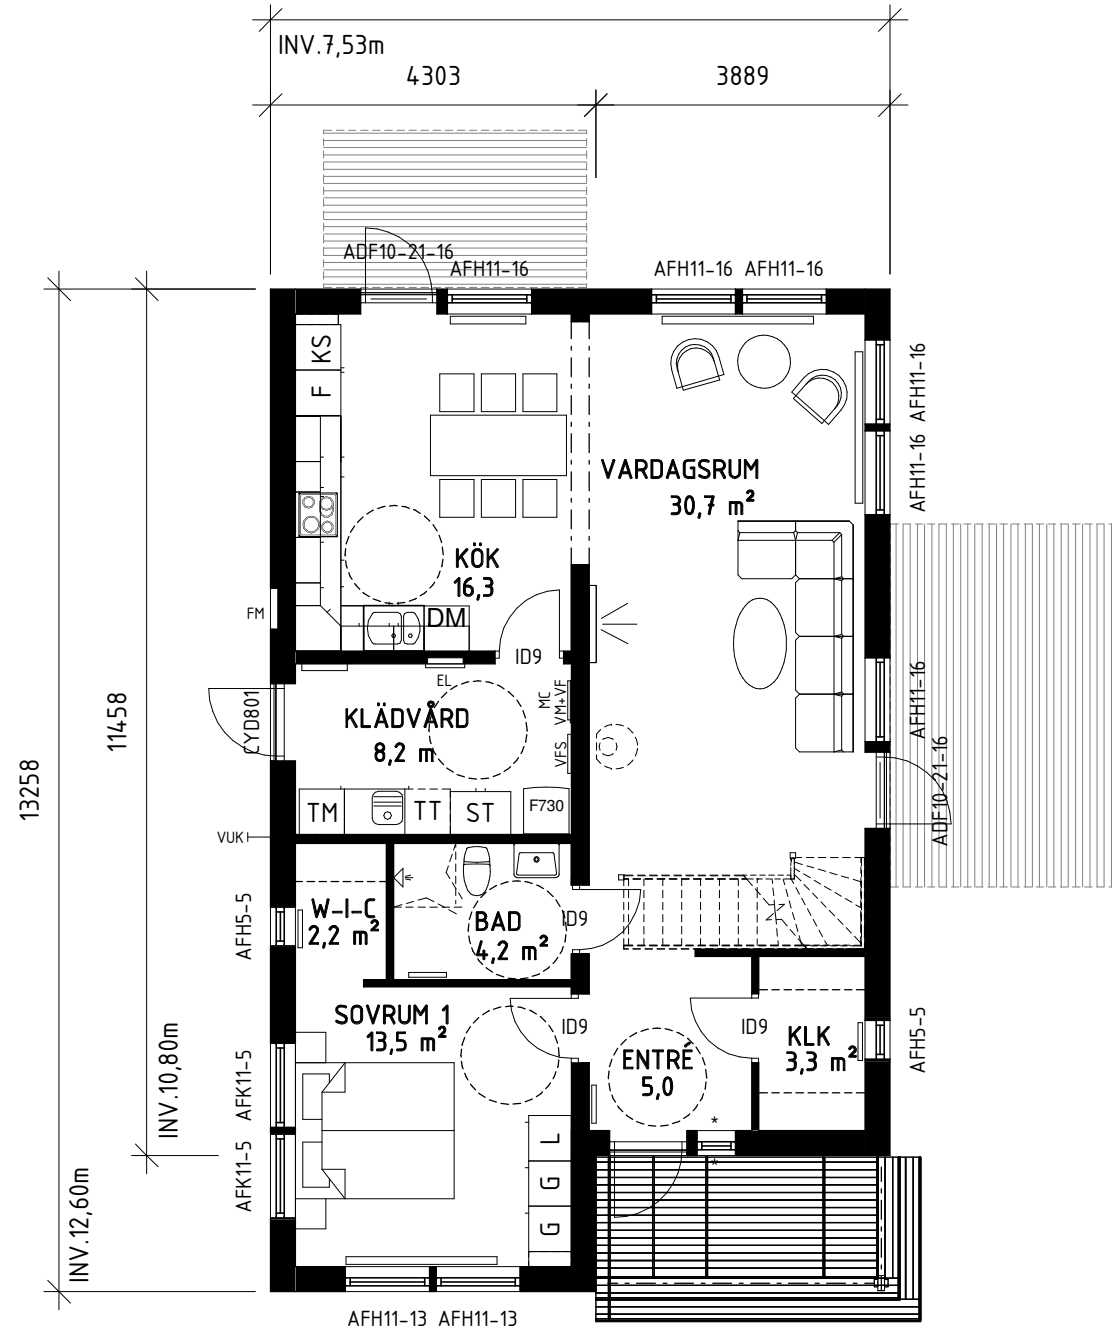 INV.7,53m
4303
3889
ADF10-21-16
AFH11-16
AFH11-16
AFH11-16
KS
F
AFH11-16
AFH11-16
VARDAGSRUM
30,7 m²
KÖK
16,3
FM
DM
ID9
EL
MC
VM+VF
VFS
CYD801
KLÄDVÅRD
8,2 m
AFH11-16
ADF10-21-16
11458
13258
TM
TT
ST
F730
VUK
AFH5-5
W-I-C
2,2 m²
BAD
4,2 m²
ID9
SOVRUM 1
13,5 m²
ID9
ENTRÉ
5,0
ID9
KLK
3,3 m²
AFH5-5
INV.10,80m
AFK11-5
AFK11-5
INV.12,60m
L
G
G
*
*
AFH11-13
AFH11-13